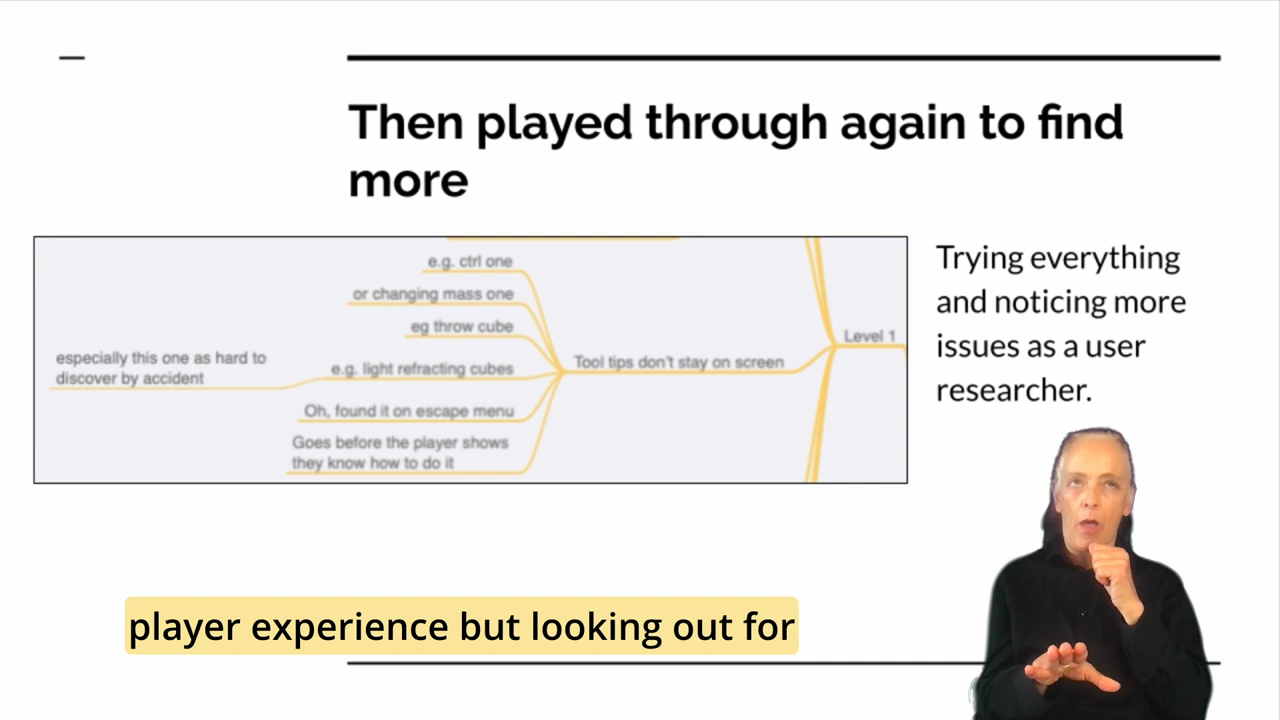 Then played through again to find
more
e.g. ctrl one
or changing mass one
eg throw cube
especially this one as hard to
discover by accident
e.g. light refracting cubes
Oh, found it on escape menu
Goes before the player shows
they know how to do it
Tool tips don't stay on screen
Level 1
Trying everything
and noticing more
issues as a user
researcher.
player experience but looking out for